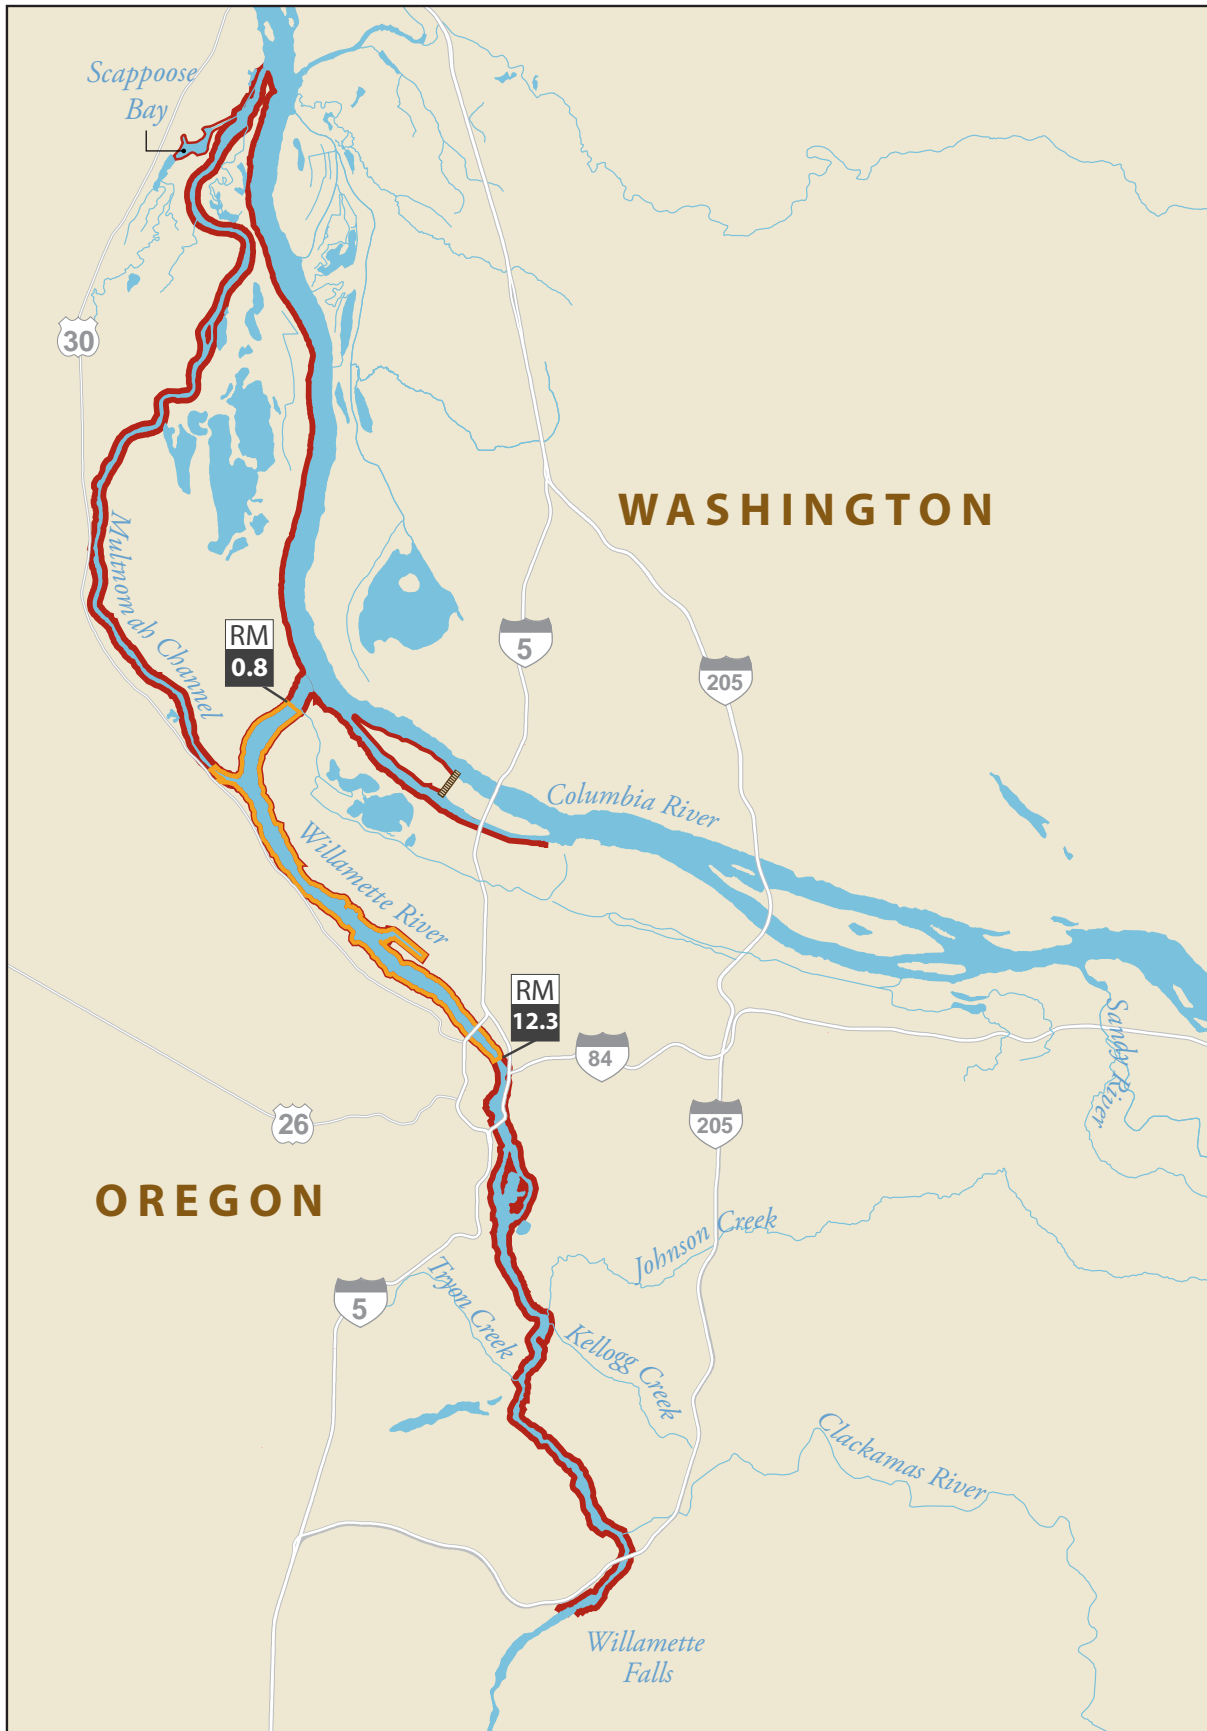 Scappoose
Bay
30
WASHINGTON
Multnomah Channel
RM
0.8
5
205
Columbia River
Willamette River
RM
12.3
84
Sandy River
26
205
OREGON
Johnson Creek
Tryon Creek
5
Kellogg Creek
Clackamas River
Willamette
Falls